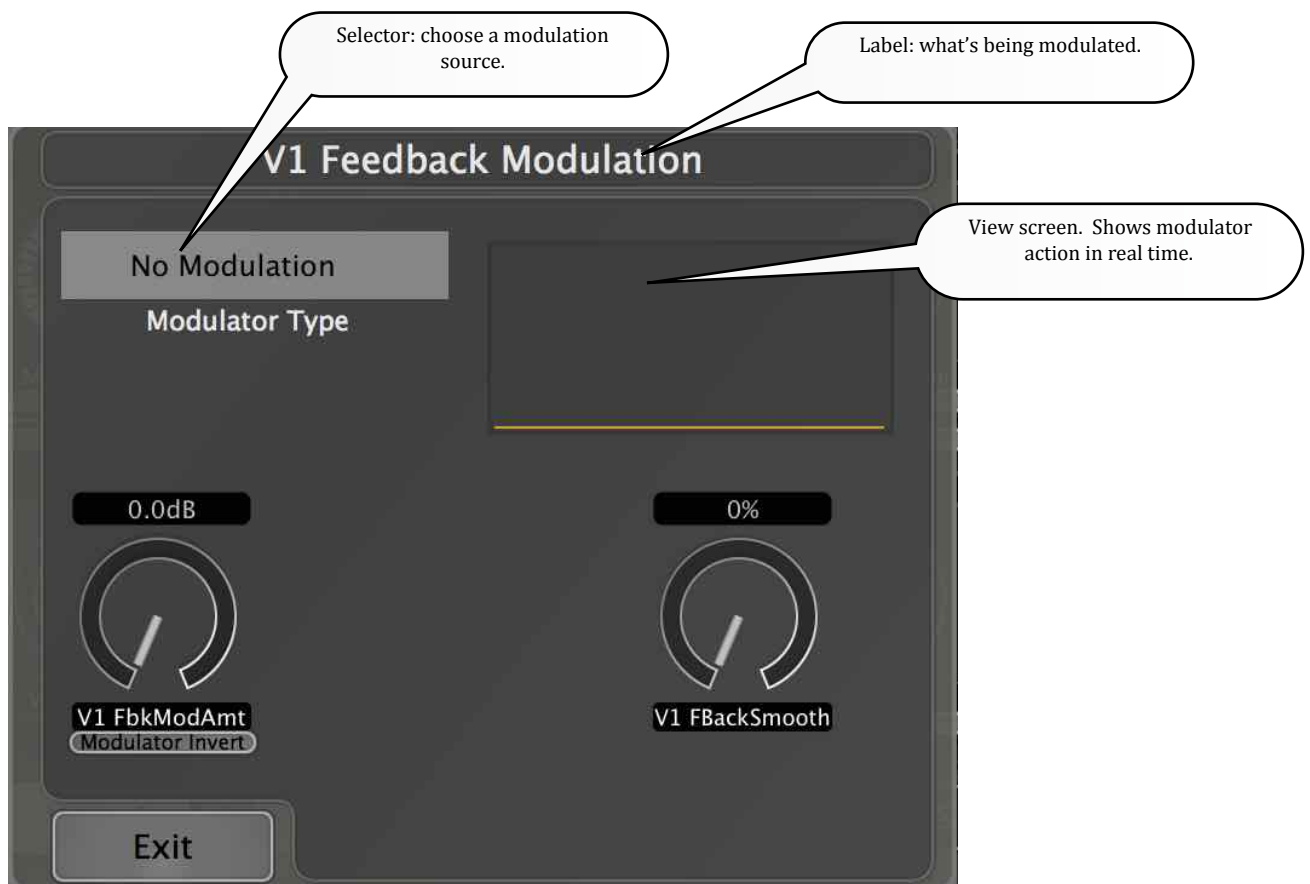 Selector: choose a modulation
source.
Label: what's being modulated.
V1 Feedback Modulation
View screen.  Shows modulator
action in real time.
No Modulation
Modulator Type
0.0dB
0%
V1 FbkModAmt
V1 FBackSmooth
Modulator Invert
Exit